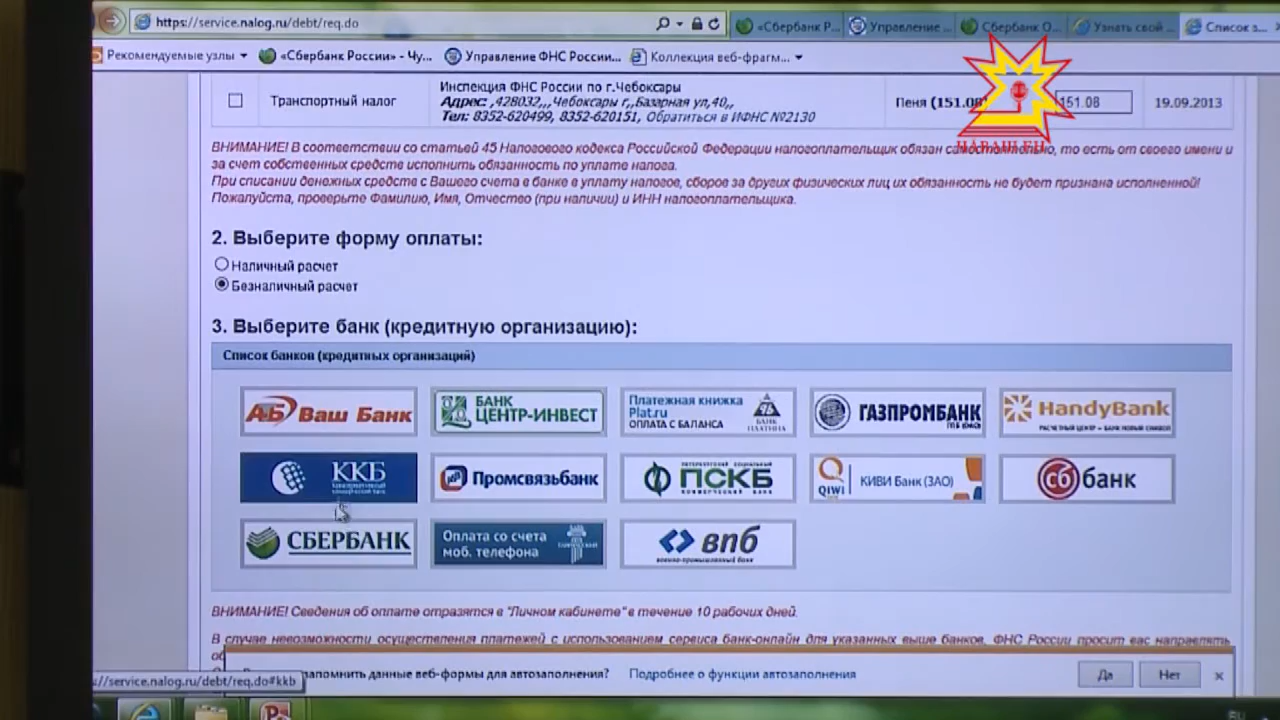 https://service.nalog.ru/debt/req.do
«Сбербанк Р...
Управление ...
Сбербанк О...
Узнать свой ...
Список з...
Рекомендуемые узлы
«Сбербанк России» - Чу...
Управление ФНС России...
Коллекция веб-фрагм...
Транспортный налог
Инспекция ФНС России по г.Чебоксары
Адрес: ,428032,,,Чебоксары г,,Базарная ул,40,,
Тел: 8352-620499, 8352-620151, Обратиться в ИФНС №2130
Пеня (151.08)
151.08
19.09.2013
ВНИМАНИЕ! В соответствии со статьей 45 Налогового кодекса Российской Федерации налогоплательщик обязан самостоятельно, то есть от своего имени и
за счет собственных средств исполнить обязанность по уплате налога.
При списании денежных средств с Вашего счета в банке в уплату налогов, сборов за других физических лиц их обязанность не будет признана исполненной!
Пожалуйста, проверьте Фамилию, Имя, Отчество (при наличии) и ИНН налогоплательщика.
2. Выберите форму оплаты:
Наличный расчет
Безналичный расчет
3. Выберите банк (кредитную организацию):
Список банков (кредитных организаций)
АБ Ваш Банк
БАНК
ЦЕНТР-ИНВЕСТ
Платежная книжка
Plat.ru
ОПЛАТА С БАЛАНСА
БАНК
ПЛАТИНА
ГАЗПРОМБАНК
ГПБ (ОАО)
HandyBank
ККБ
Промсвязьбанк
ПСКБ
QIWI
КИВИ Банк (ЗАО)
сб банк
СБЕРБАНК
Оплата со счета
моб. телефона
впб
военно-промышленный банк
ВНИМАНИЕ! Сведения об оплате отразятся в "Личном кабинете" в течение 10 рабочих дней.
В случае невозможности осуществления платежей с использованием сервиса банк-онлайн для указанных выше банков, ФНС России просит вас направлять
об
запомнить данные веб-формы для автозаполнения?
Подробнее о функции автозаполнения
Да
Нет
://service.nalog.ru/debt/req.do#kkb